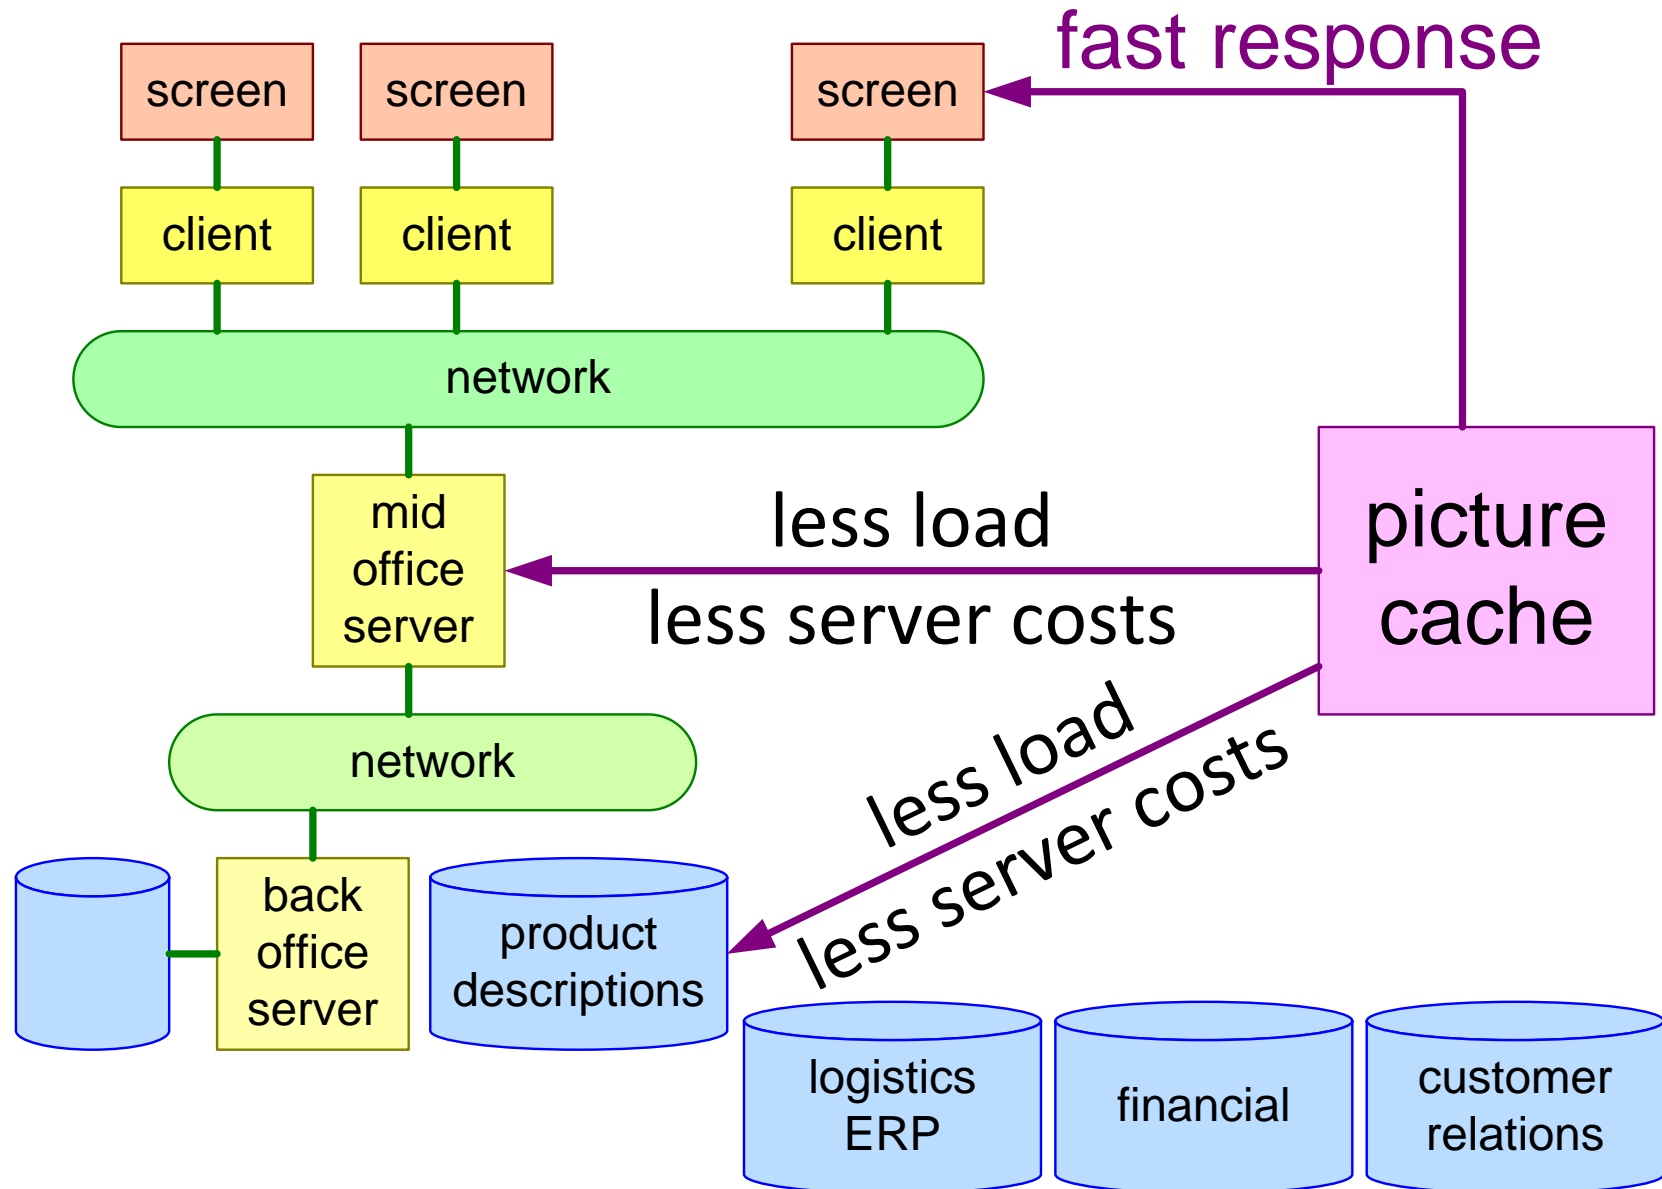 fast response
screen
screen
screen
client
client
client
network
mid
office
server
less load
less server costs
picture
cache
less load
less server costs
network
back
office
server
product
descriptions
logistics
ERP
financial
customer
relations